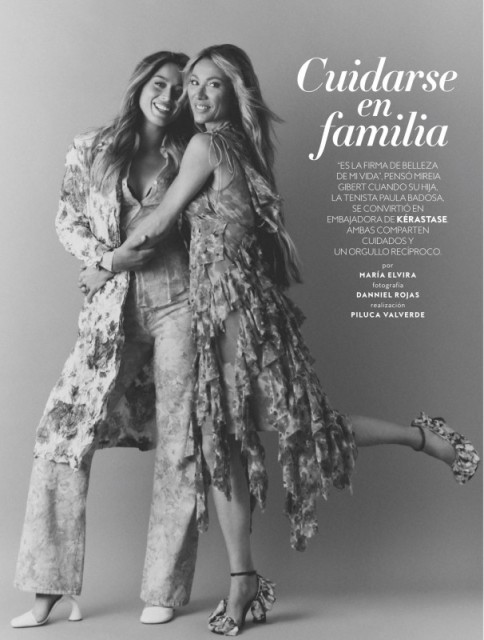 Cuidarse
en
familia
“ES LA FIRMA DE BELLEZA
DE MI VIDA”, PENSÓ MIREIA
GIBERT CUANDO SU HIJA,
LA TENISTA PAULA BADOSA,
SE CONVIRTIÓ EN
EMBAJADORA DE KÉRASTASE
AMBAS COMPARTEN
CUIDADOS Y
UN ORGULLO RECÍPROCO.
por
MARÍA ELVIRA
fotografía
DANNIEL ROJAS
realización
PILUCA VALVERDE